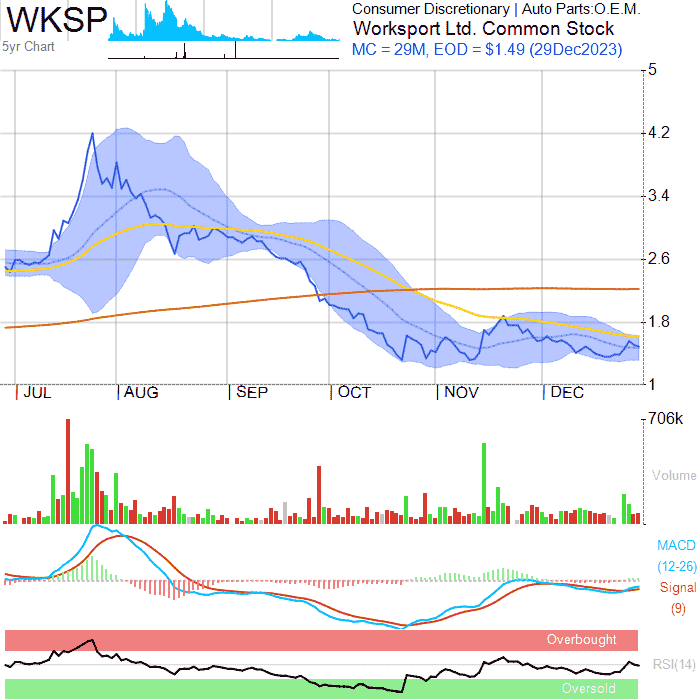 WKSP
5yr Chart
Consumer Discretionary | Auto Parts:O.E.M.
Worksport Ltd. Common Stock
MC = 29M, EOD = $1.49 (29Dec2023)
5
4.2
3.4
2.6
1.8
1
JUL AUG SEP OCT NOV DEC
706k
Volume
MACD
(12-26)
Signal
(9)
Overbought
RSI(14)
Oversold